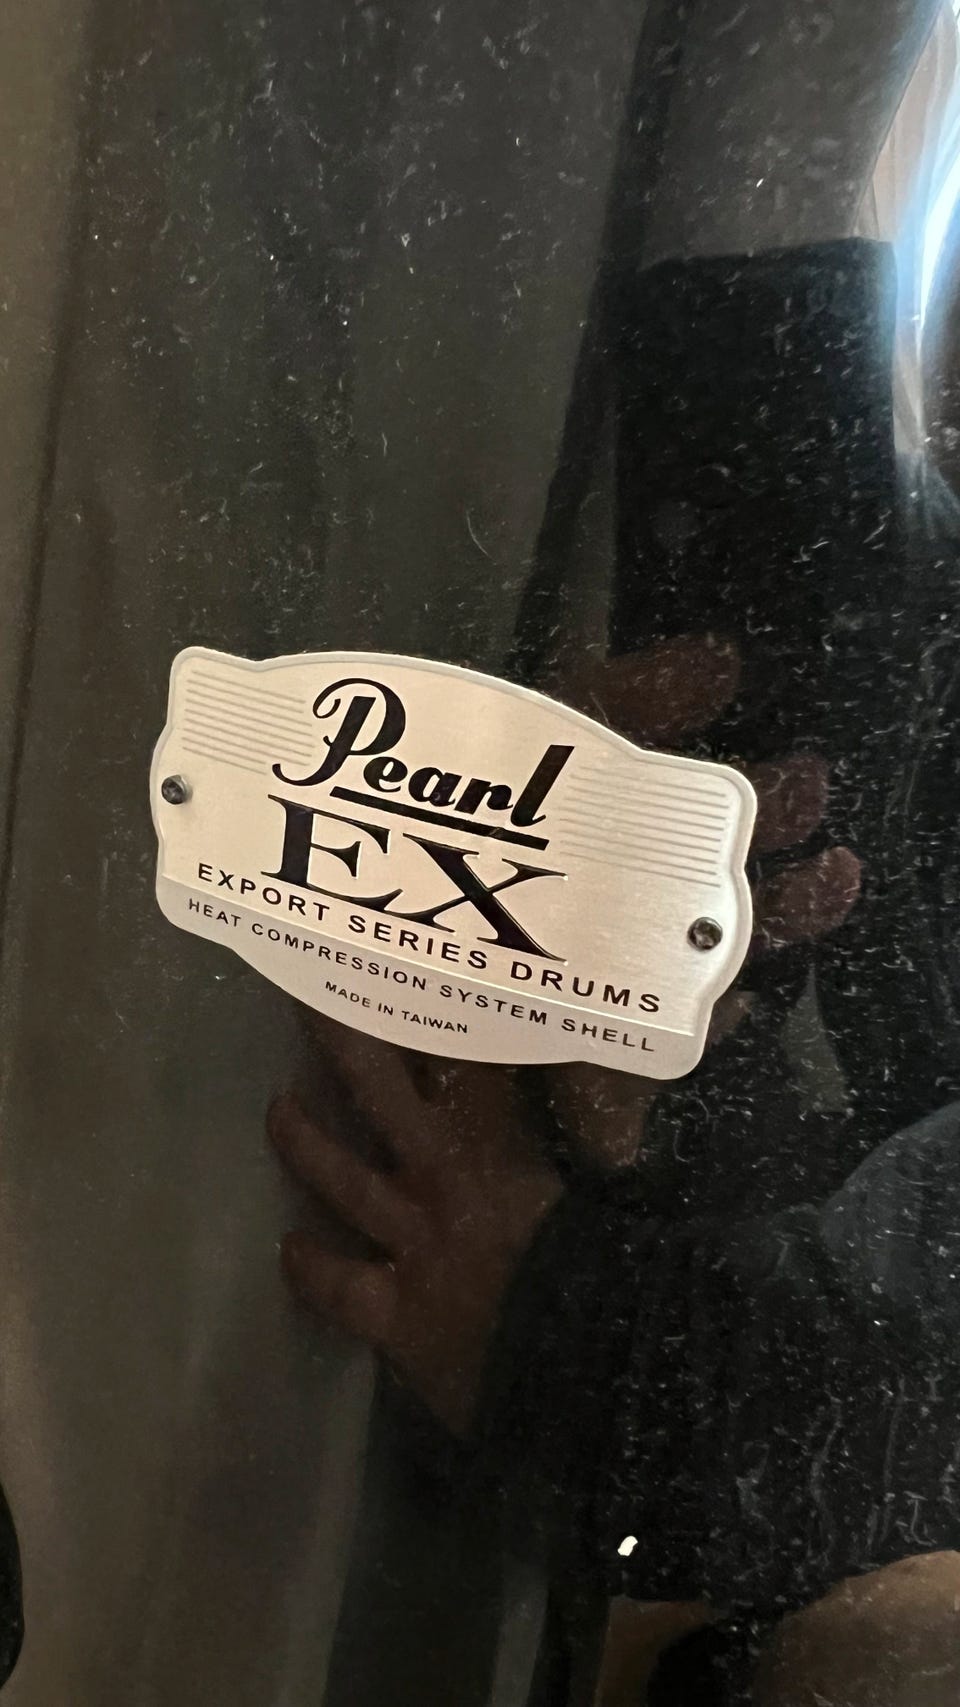 Pearl
EX
EXPORT SERIES DRUMS
HEAT COMPRESSION SYSTEM SHELL
MADE IN TAIWAN